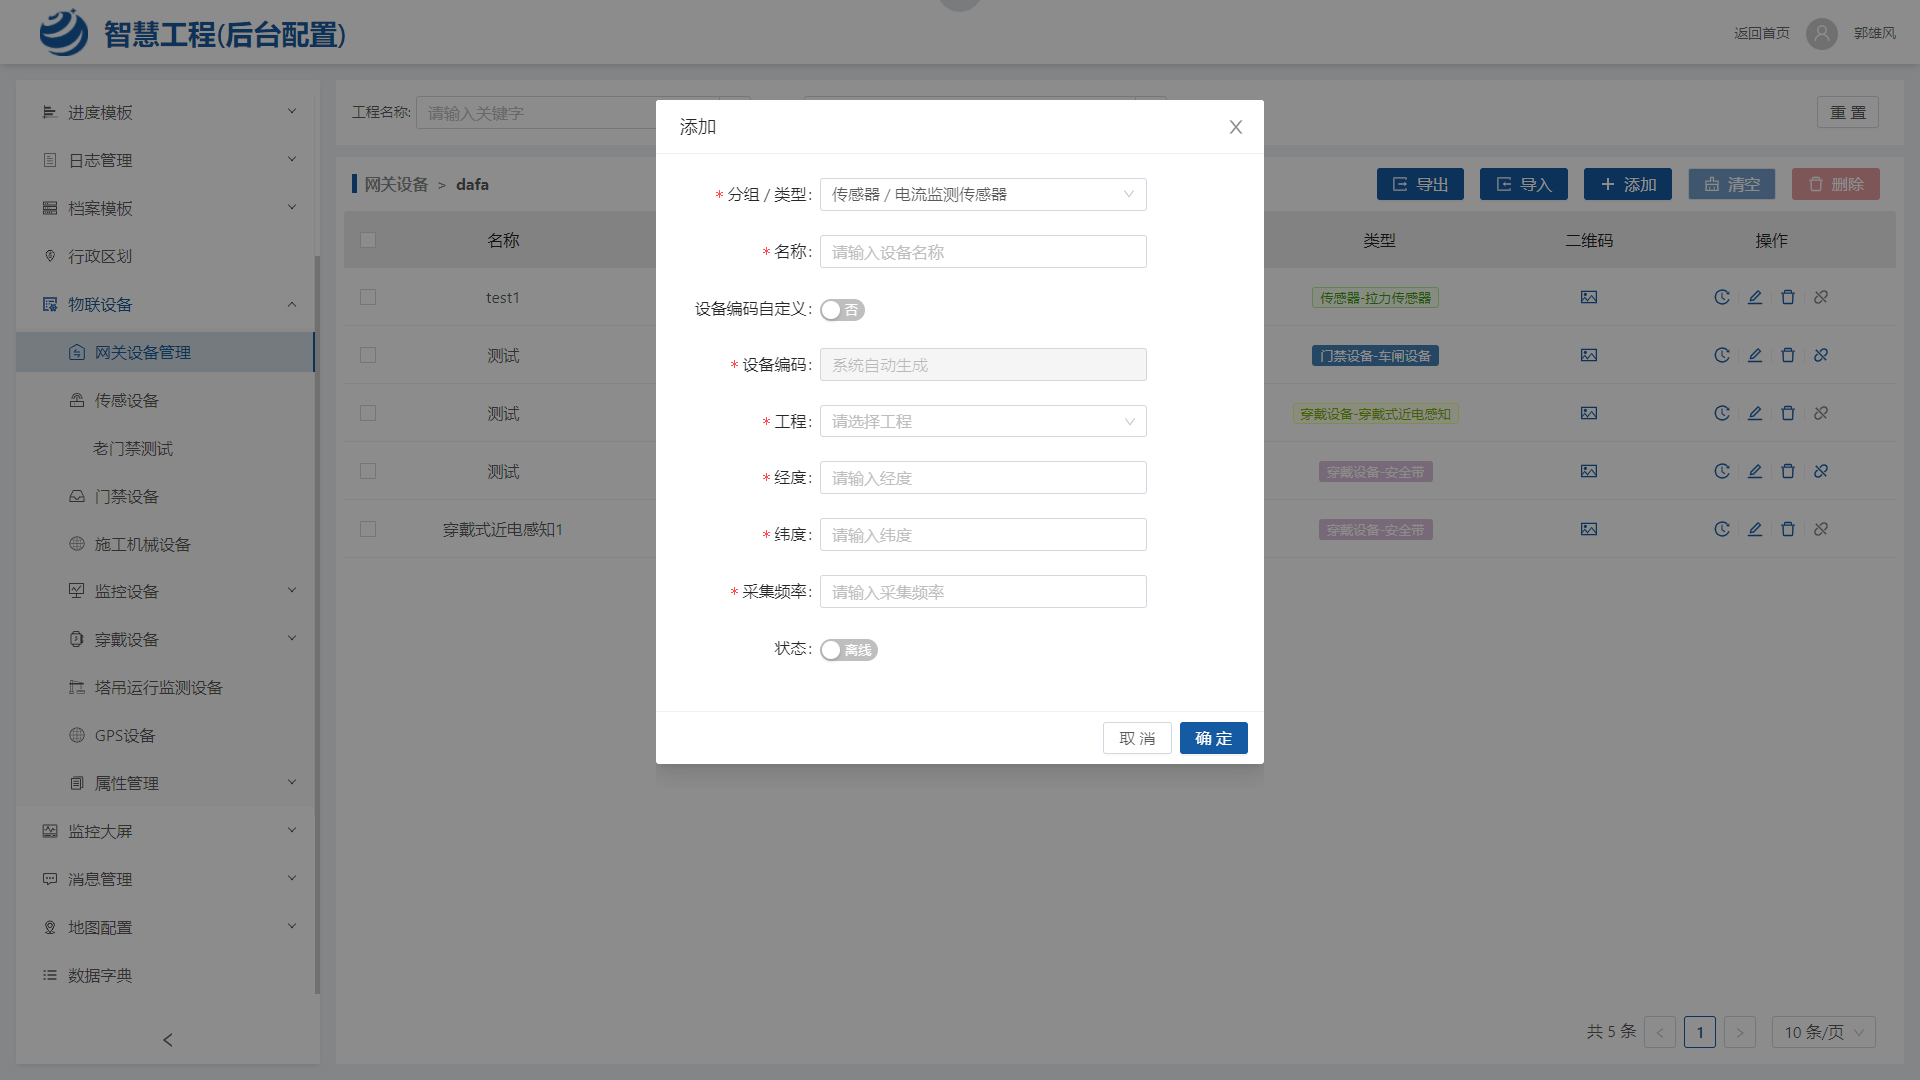 智慧工程(后台配置)
返回首页
郭雄风
进度模板
日志管理
档案模板
行政区划
物联设备
网关设备管理
传感设备
老门禁测试
门禁设备
施工机械设备
监控设备
穿戴设备
塔吊运行监测设备
GPS设备
属性管理
监控大屏
消息管理
地图配置
数据字典
工程名称:
请输入关键字
重 置
网关设备 > dafa
导出
导入
添加
清空
删除
名称
类型
二维码
操作
test1
传感器-拉力传感器
测试
门禁设备-车闸设备
测试
穿戴设备-穿戴式近电感知
测试
穿戴设备-安全带
穿戴式近电感知1
穿戴设备-安全带
共 5 条
1
10 条/页
添加
* 分组 / 类型:
传感器 / 电流监测传感器
* 名称:
请输入设备名称
设备编码自定义:
否
* 设备编码:
系统自动生成
* 工程:
请选择工程
* 经度:
请输入经度
* 纬度:
请输入纬度
* 采集频率:
请输入采集频率
状态:
离线
取 消
确 定